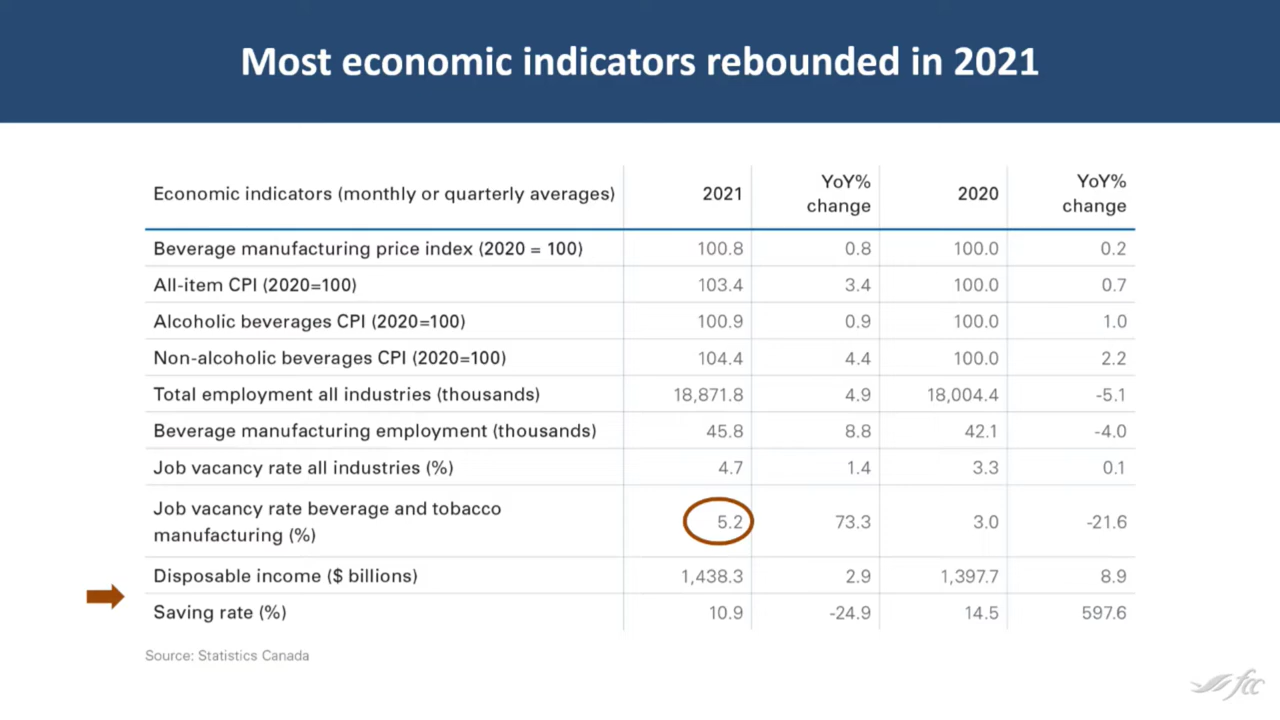 Most economic indicators rebounded in 2021
Economic indicators (monthly or quarterly averages) 2021 YoY% change 2020 YoY% change
Beverage manufacturing price index (2020 = 100) 100.8 0.8 100.0 0.2
All-item CPI (2020=100) 103.4 3.4 100.0 0.7
Alcoholic beverages CPI (2020=100) 100.9 0.9 100.0 1.0
Non-alcoholic beverages CPI (2020=100) 104.4 4.4 100.0 2.2
Total employment all industries (thousands) 18,871.8 4.9 18,004.4 -5.1
Beverage manufacturing employment (thousands) 45.8 8.8 42.1 -4.0
Job vacancy rate all industries (%) 4.7 1.4 3.3 0.1
Job vacancy rate beverage and tobacco
manufacturing (%) 5.2 73.3 3.0 -21.6
Disposable income ($ billions) 1,438.3 2.9 1,397.7 8.9
Saving rate (%) 10.9 -24.9 14.5 597.6
Source: Statistics Canada
fcc